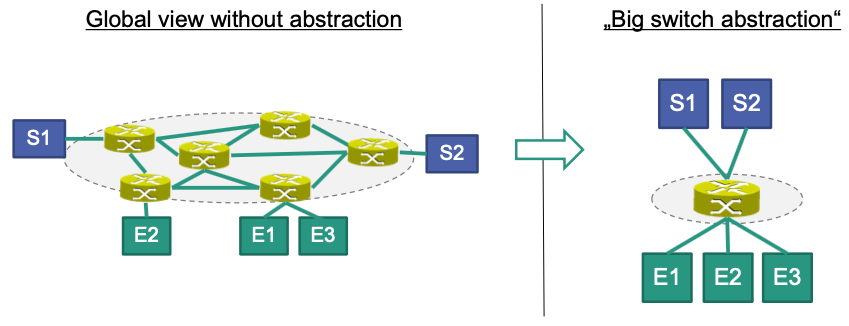 Global view without abstraction
„Big switch abstraction“
S1
S2
E2
E1
E3
S1
S2
E1
E2
E3